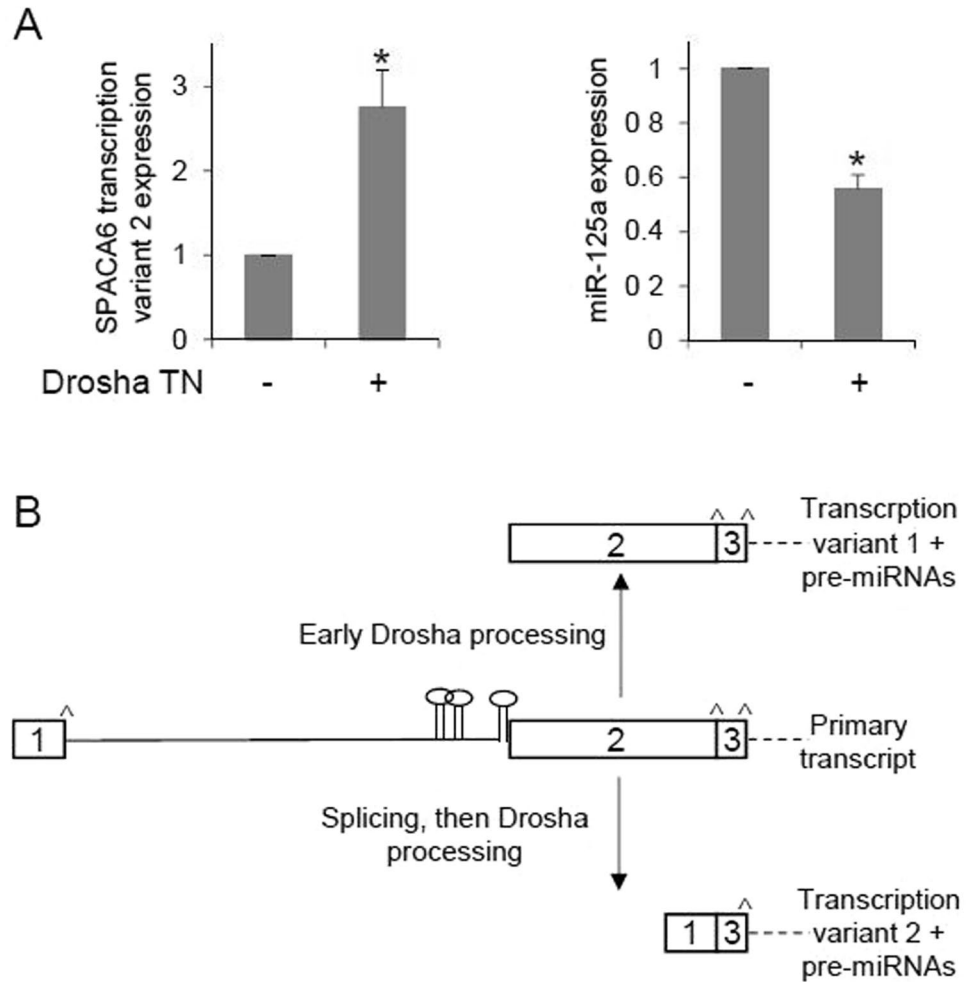 A
SPACA6 transcription
variant 2 expression
3
2
1
0
*
Drosha TN
-
+
miR-125a expression
1
0 8
0.6
0.4
0 2
0
*
-
+
B
2
^
3
^
Transcrption
variant 1 +
pre-miRNAs
Early Drosha processing
1
^
2
^
3
^
Primary
transcript
Splicing, then Drosha
processing
1
3
^
Transcription
variant 2 +
pre-miRNAs